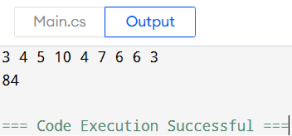 Main.cs Output
3 4 5 10 4 7 6 6 3
84
=== Code Execution Successful ===